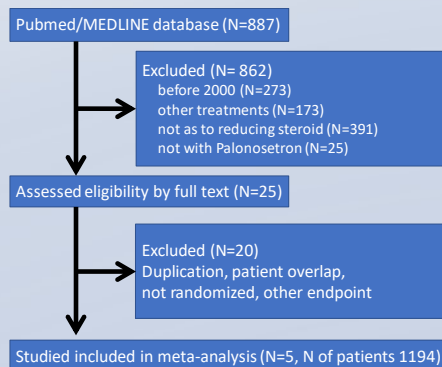 Pubmed/MEDLINE database (N=887)
Excluded (N= 862)
before 2000 (N=273)
other treatments (N=173)
not as to reducing steroid (N=391)
not with Palonosetron (N=25)
Assessed eligibility by full text (N=25)
Excluded (N=20)
Duplication, patient overlap,
not randomized, other endpoint
Studied included in meta-analysis (N=5, N of patients 1194)